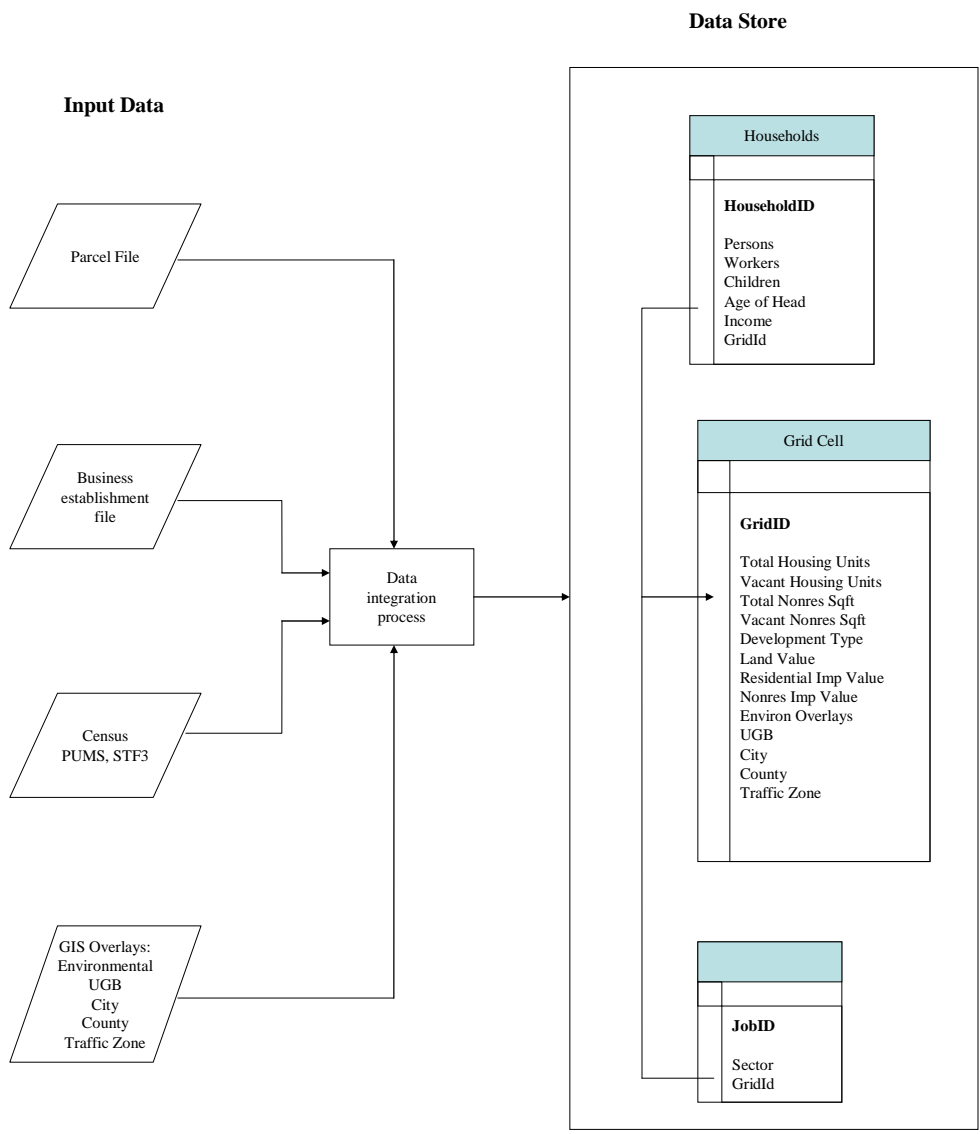 Data Store
Input Data
Households
HouseholdID
Persons
Workers
Children
Age of Head
Income
GridId
Parcel File
Business
establishment
file
Data
integration
process
Census
PUMS, STF3
GIS Overlays:
Environmental
UGB
City
County
Traffic Zone
Grid Cell
GridID
Total Housing Units
Vacant Housing Units
Total Nonres Sqft
Vacant Nonres Sqft
Development Type
Land Value
Residential Imp Value
Nonres Imp Value
Environ Overlays
UGB
City
County
Traffic Zone
JobID
Sector
GridId